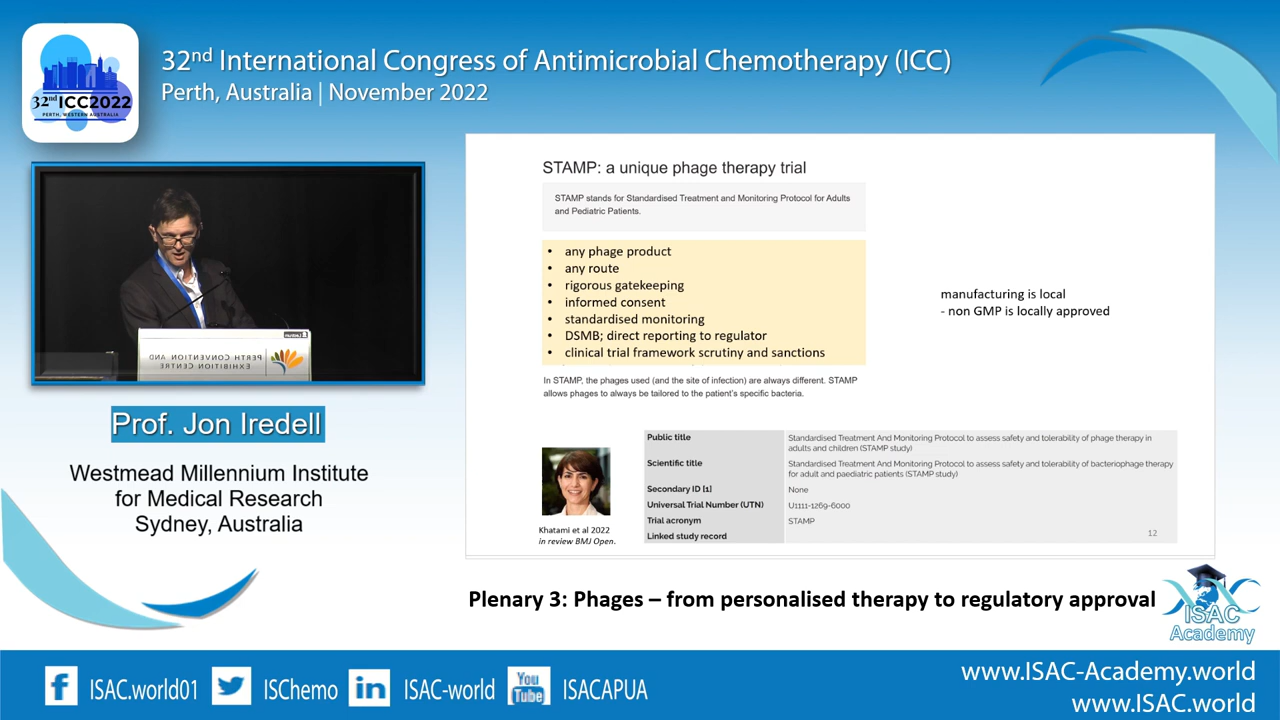 32nd International Congress of Antimicrobial Chemotherapy (ICC)
Perth, Australia | November 2022
32nd ICC2022
PERTH, WESTERN AUSTRALIA
PERTH CONVENTION AND
EXHIBITION CENTRE
Prof. Jon Iredell
Westmead Millennium Institute
for Medical Research
Sydney, Australia
STAMP: a unique phage therapy trial
STAMP stands for Standardised Treatment and Monitoring Protocol for Adults
and Pediatric Patients.
• any phage product
• any route
• rigorous gatekeeping
• informed consent
• standardised monitoring
• DSMB; direct reporting to regulator
• clinical trial framework scrutiny and sanctions
In STAMP, the phages used (and the site of infection) are always different. STAMP
allows phages to always be tailored to the patient's specific bacteria.
manufacturing is local
- non GMP is locally approved
Khatami et al 2022
in review BMJ Open.
Public title Standardised Treatment And Monitoring Protocol to assess safety and tolerability of phage therapy in
adults and children (STAMP study)
Scientific title Standardised Treatment And Monitoring Protocol to assess safety and tolerability of bacteriophage therapy
for adult and paediatric patients (STAMP study)
Secondary ID [1] None
Universal Trial Number (UTN) U1111-1269-6000
Trial acronym STAMP
Linked study record
12
Plenary 3: Phages – from personalised therapy to regulatory approval
ISAC
Academy
ISAC.world01
ISChemo
in ISAC-world
You
Tube ISACAPUA
www.ISAC-Academy.world
www.ISAC.world